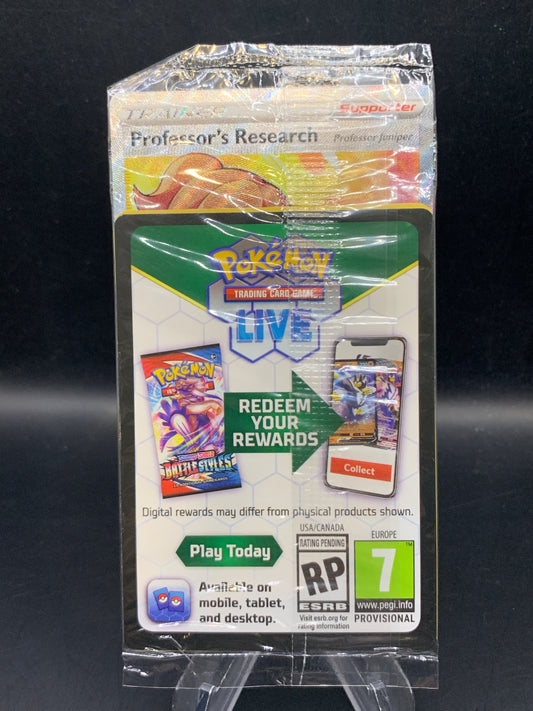 TRAINER
Supporter
Professor's Research
Professor Juniper
POKéMON
TRADING CARD GAME
LIVE
Pokémon
BATTLE STYLES
REDEEM
YOUR
REWARDS
Collect
Digital rewards may differ from physical products shown.
Play Today
Available on
mobile, tablet,
and desktop.
USA/CANADA
RATING PENDING
RP
ESRB
Visit esrb.org for
rating information
EUROPE
7
™
www.pegi.info
PROVISIONAL